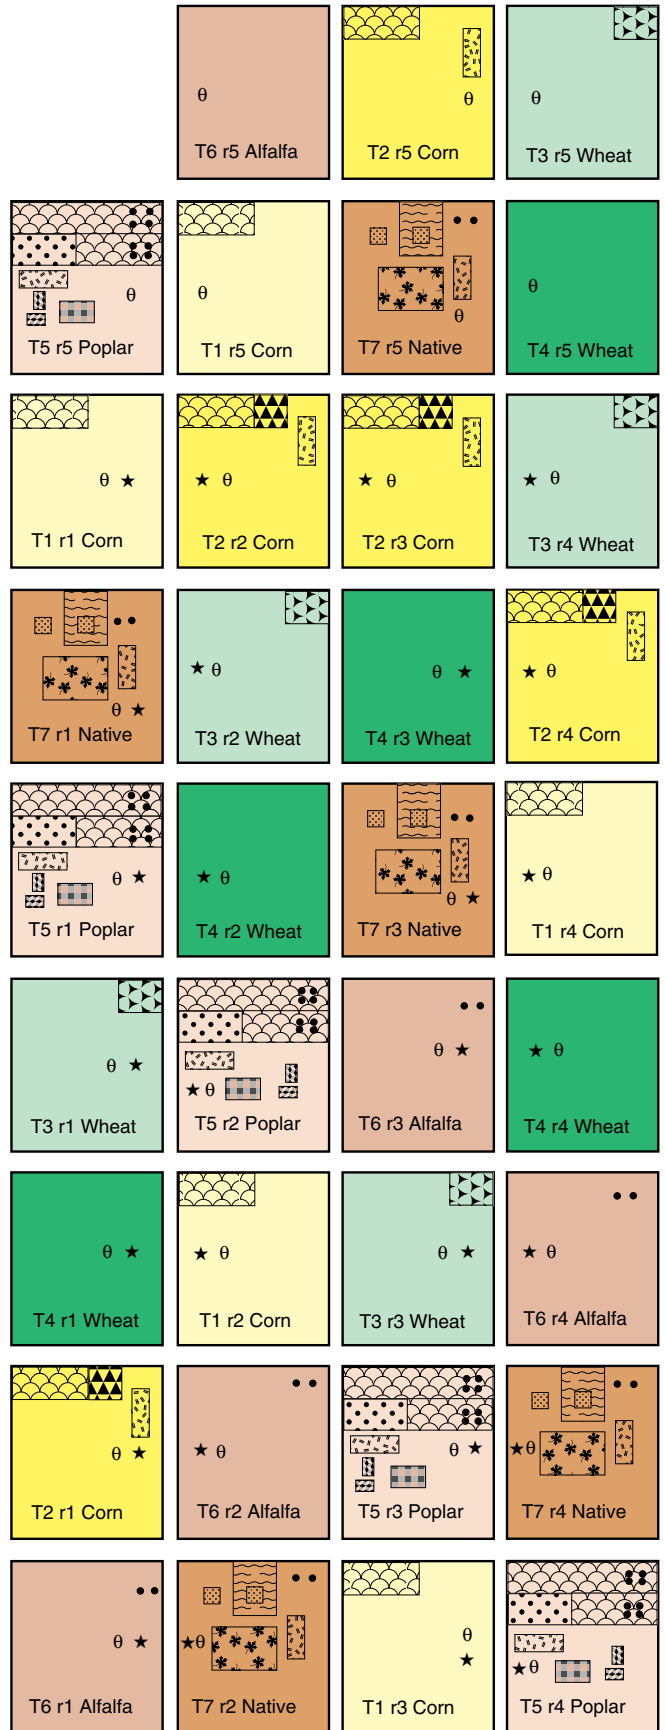 θ θ θ
T6 r5 Alfalfa T2 r5 Corn T3 r5 Wheat
θ θ θ θ
T5 r5 Poplar T1 r5 Corn T7 r5 Native T4 r5 Wheat
θ ★ ★ θ ★ θ ★ θ
T1 r1 Corn T2 r2 Corn T2 r3 Corn T3 r4 Wheat
θ ★ ★ θ θ ★ ★ θ
T7 r1 Native T3 r2 Wheat T4 r3 Wheat T2 r4 Corn
θ ★ ★ θ θ ★ ★ θ
T5 r1 Poplar T4 r2 Wheat T7 r3 Native T1 r4 Corn
θ ★ ★ θ θ ★ ★ θ
T3 r1 Wheat T5 r2 Poplar T6 r3 Alfalfa T4 r4 Wheat
θ ★ ★ θ θ ★ ★ θ
T4 r1 Wheat T1 r2 Corn T3 r3 Wheat T6 r4 Alfalfa
θ ★ ★ θ θ ★ ★ θ
T2 r1 Corn T6 r2 Alfalfa T5 r3 Poplar T7 r4 Native
θ ★ ★ θ θ ★ ★ θ
T6 r1 Alfalfa T7 r2 Native T1 r3 Corn T5 r4 Poplar